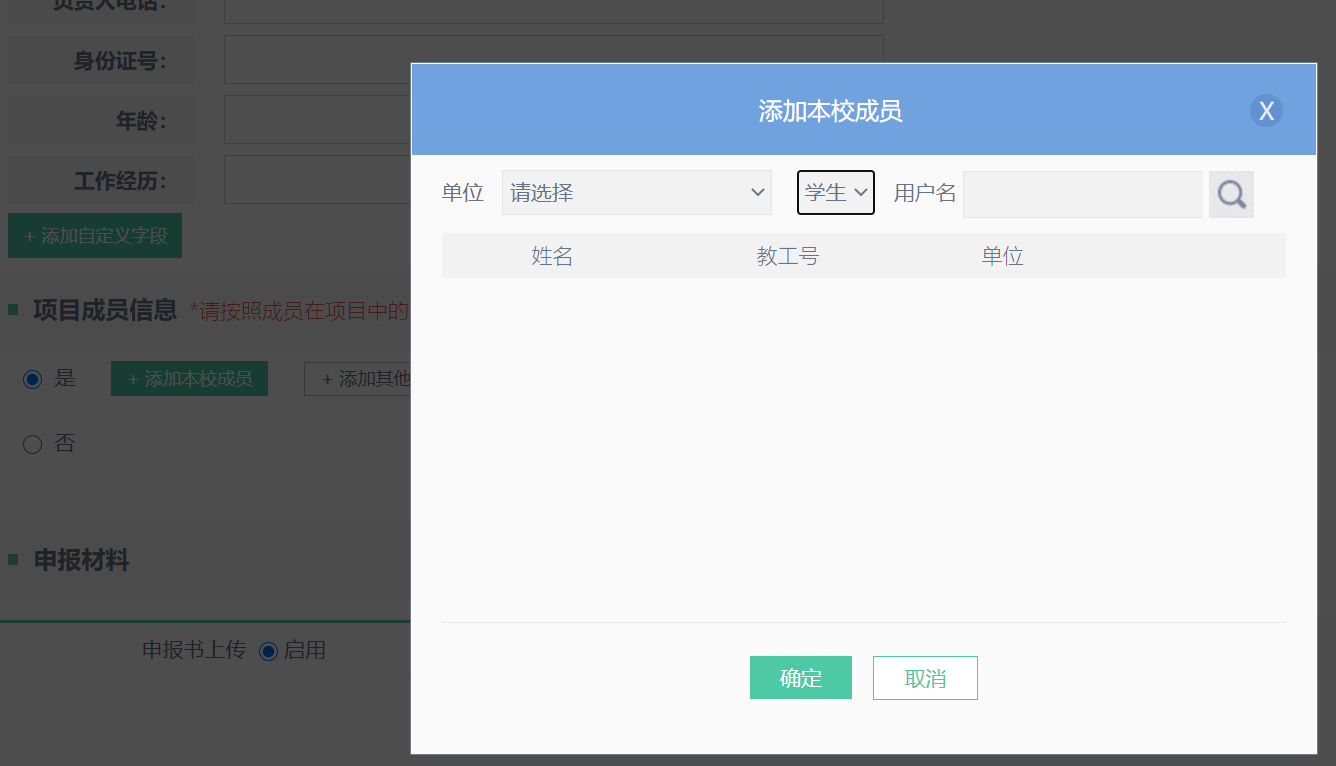 负责人电话：
身份证号：
年龄：
工作经历：
+ 添加自定义字段
项目成员信息 *请按照成员在项目中的
是 + 添加本校成员 + 添加其他
否
申报材料
申报书上传 启用
添加本校成员 X
单位 请选择 学生 用户名
姓名 教工号 单位
确定 取消